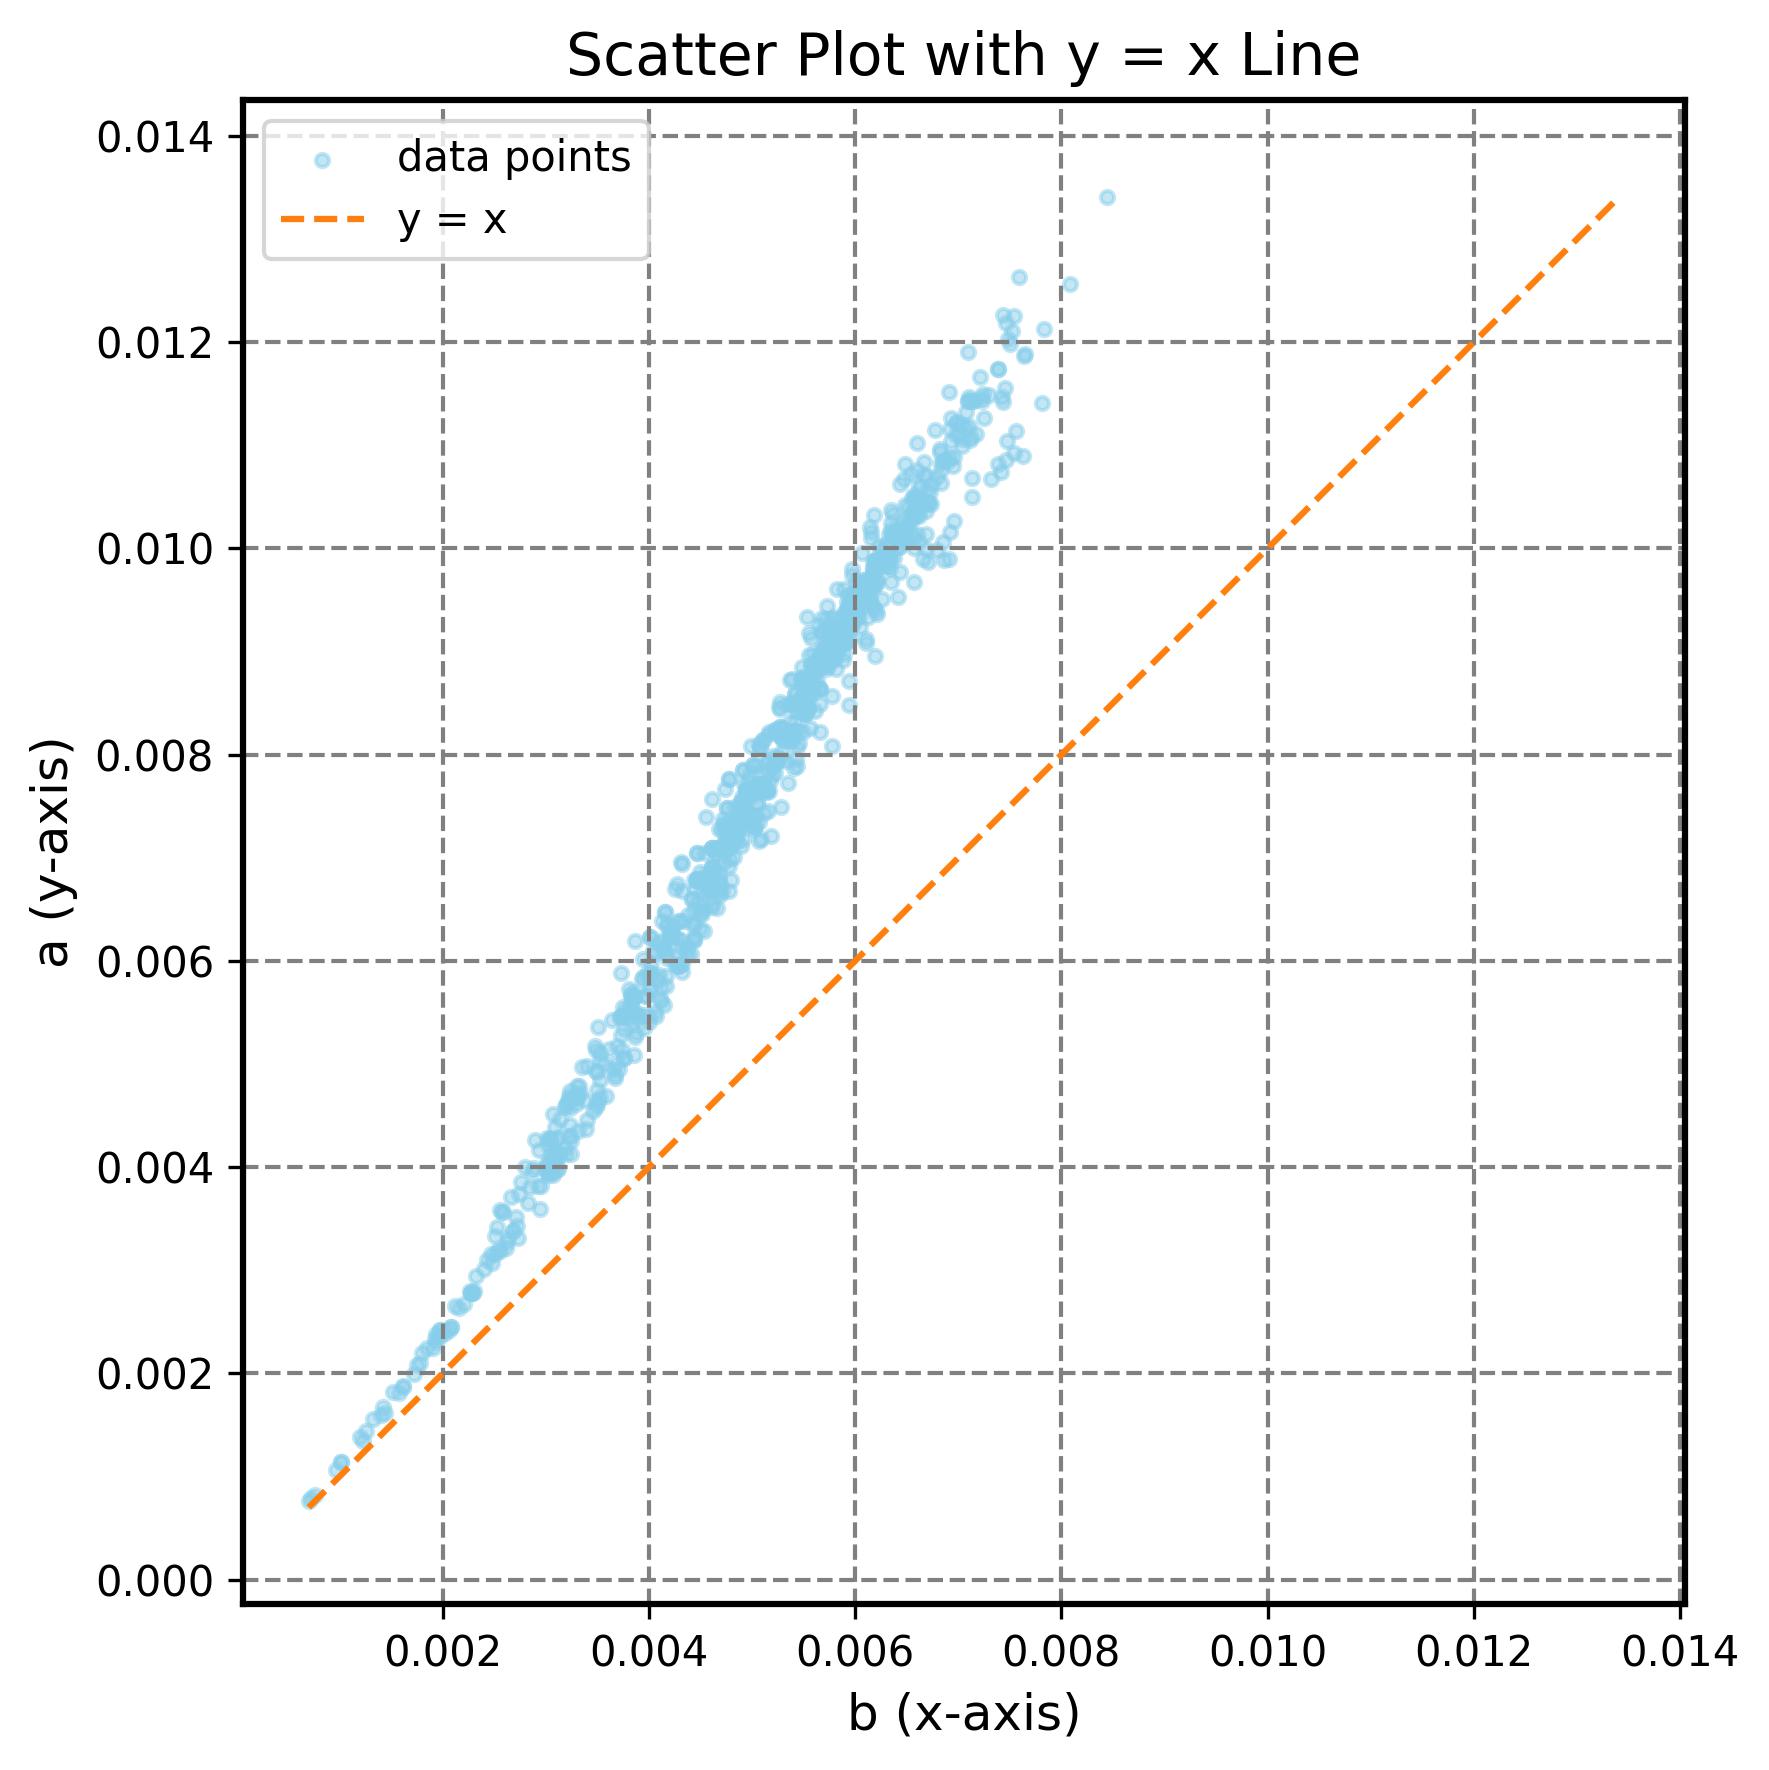 Scatter Plot with y = x Line
data points
y = x
0.014
0.012
0.010
0.008
0.006
0.004
0.002
0.000
a (y-axis)
0.002 0.004 0.006 0.008 0.010 0.012 0.014
b (x-axis)